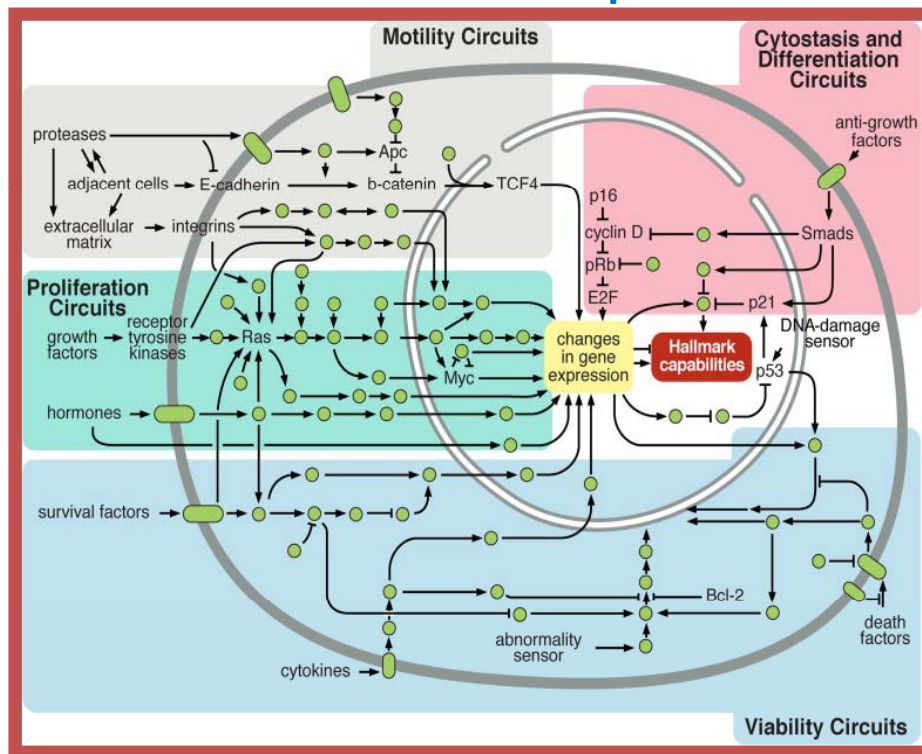 Motility Circuits
Cytostasis and
Differentiation
Circuits
proteases
Apc
anti-growth
factors
adjacent cells
E-cadherin
b-catenin
TCF4
p16
extracellular
matrix
integrins
cyclin D
Smads
pRb
Proliferation
Circuits
E2F
p21
growth
factors
receptor
tyrosine
kinases
Ras
changes
in gene
expression
Hallmark
capabilities
DNA-damage
sensor
p53
Myc
hormones
survival factors
Bcl-2
abnormality
sensor
death
factors
cytokines
Viability Circuits